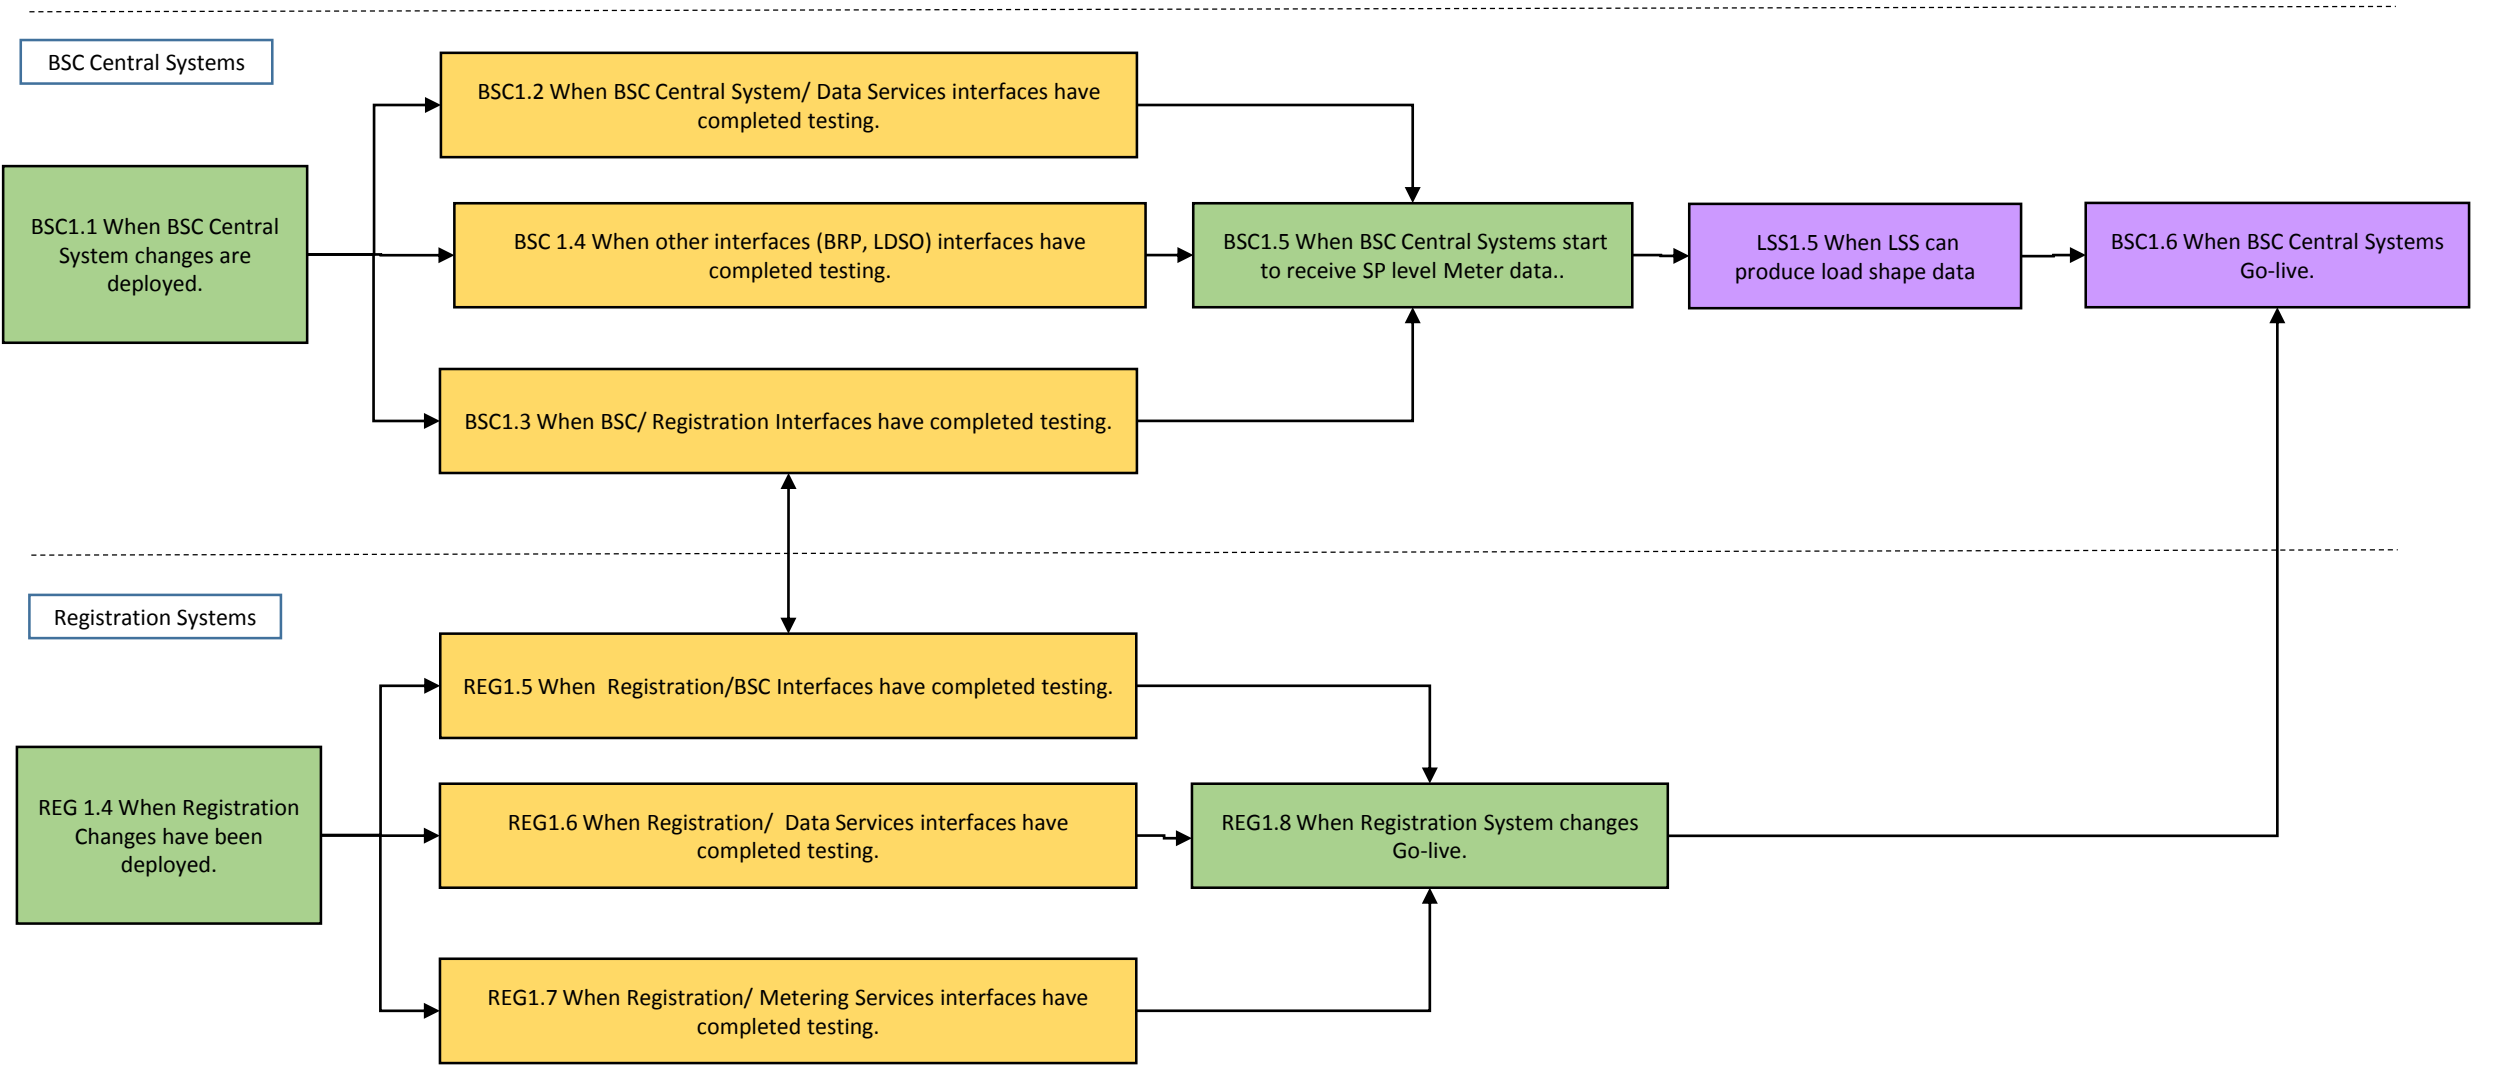 BSC Central Systems
BSC1.2 When BSC Central System/ Data Services interfaces have
completed testing.
BSC1.1 When BSC Central
System changes are
deployed.
BSC 1.4 When other interfaces (BRP, LDSO) interfaces have
completed testing.
BSC1.5 When BSC Central Systems start
to receive SP level Meter data..
LSS1.5 When LSS can
produce load shape data
BSC1.6 When BSC Central Systems
Go-live.
BSC1.3 When BSC/ Registration Interfaces have completed testing.
Registration Systems
REG1.5 When  Registration/BSC Interfaces have completed testing.
REG 1.4 When Registration
Changes have been
deployed.
REG1.6 When Registration/  Data Services interfaces have
completed testing.
REG1.8 When Registration System changes
Go-live.
REG1.7 When Registration/ Metering Services interfaces have
completed testing.